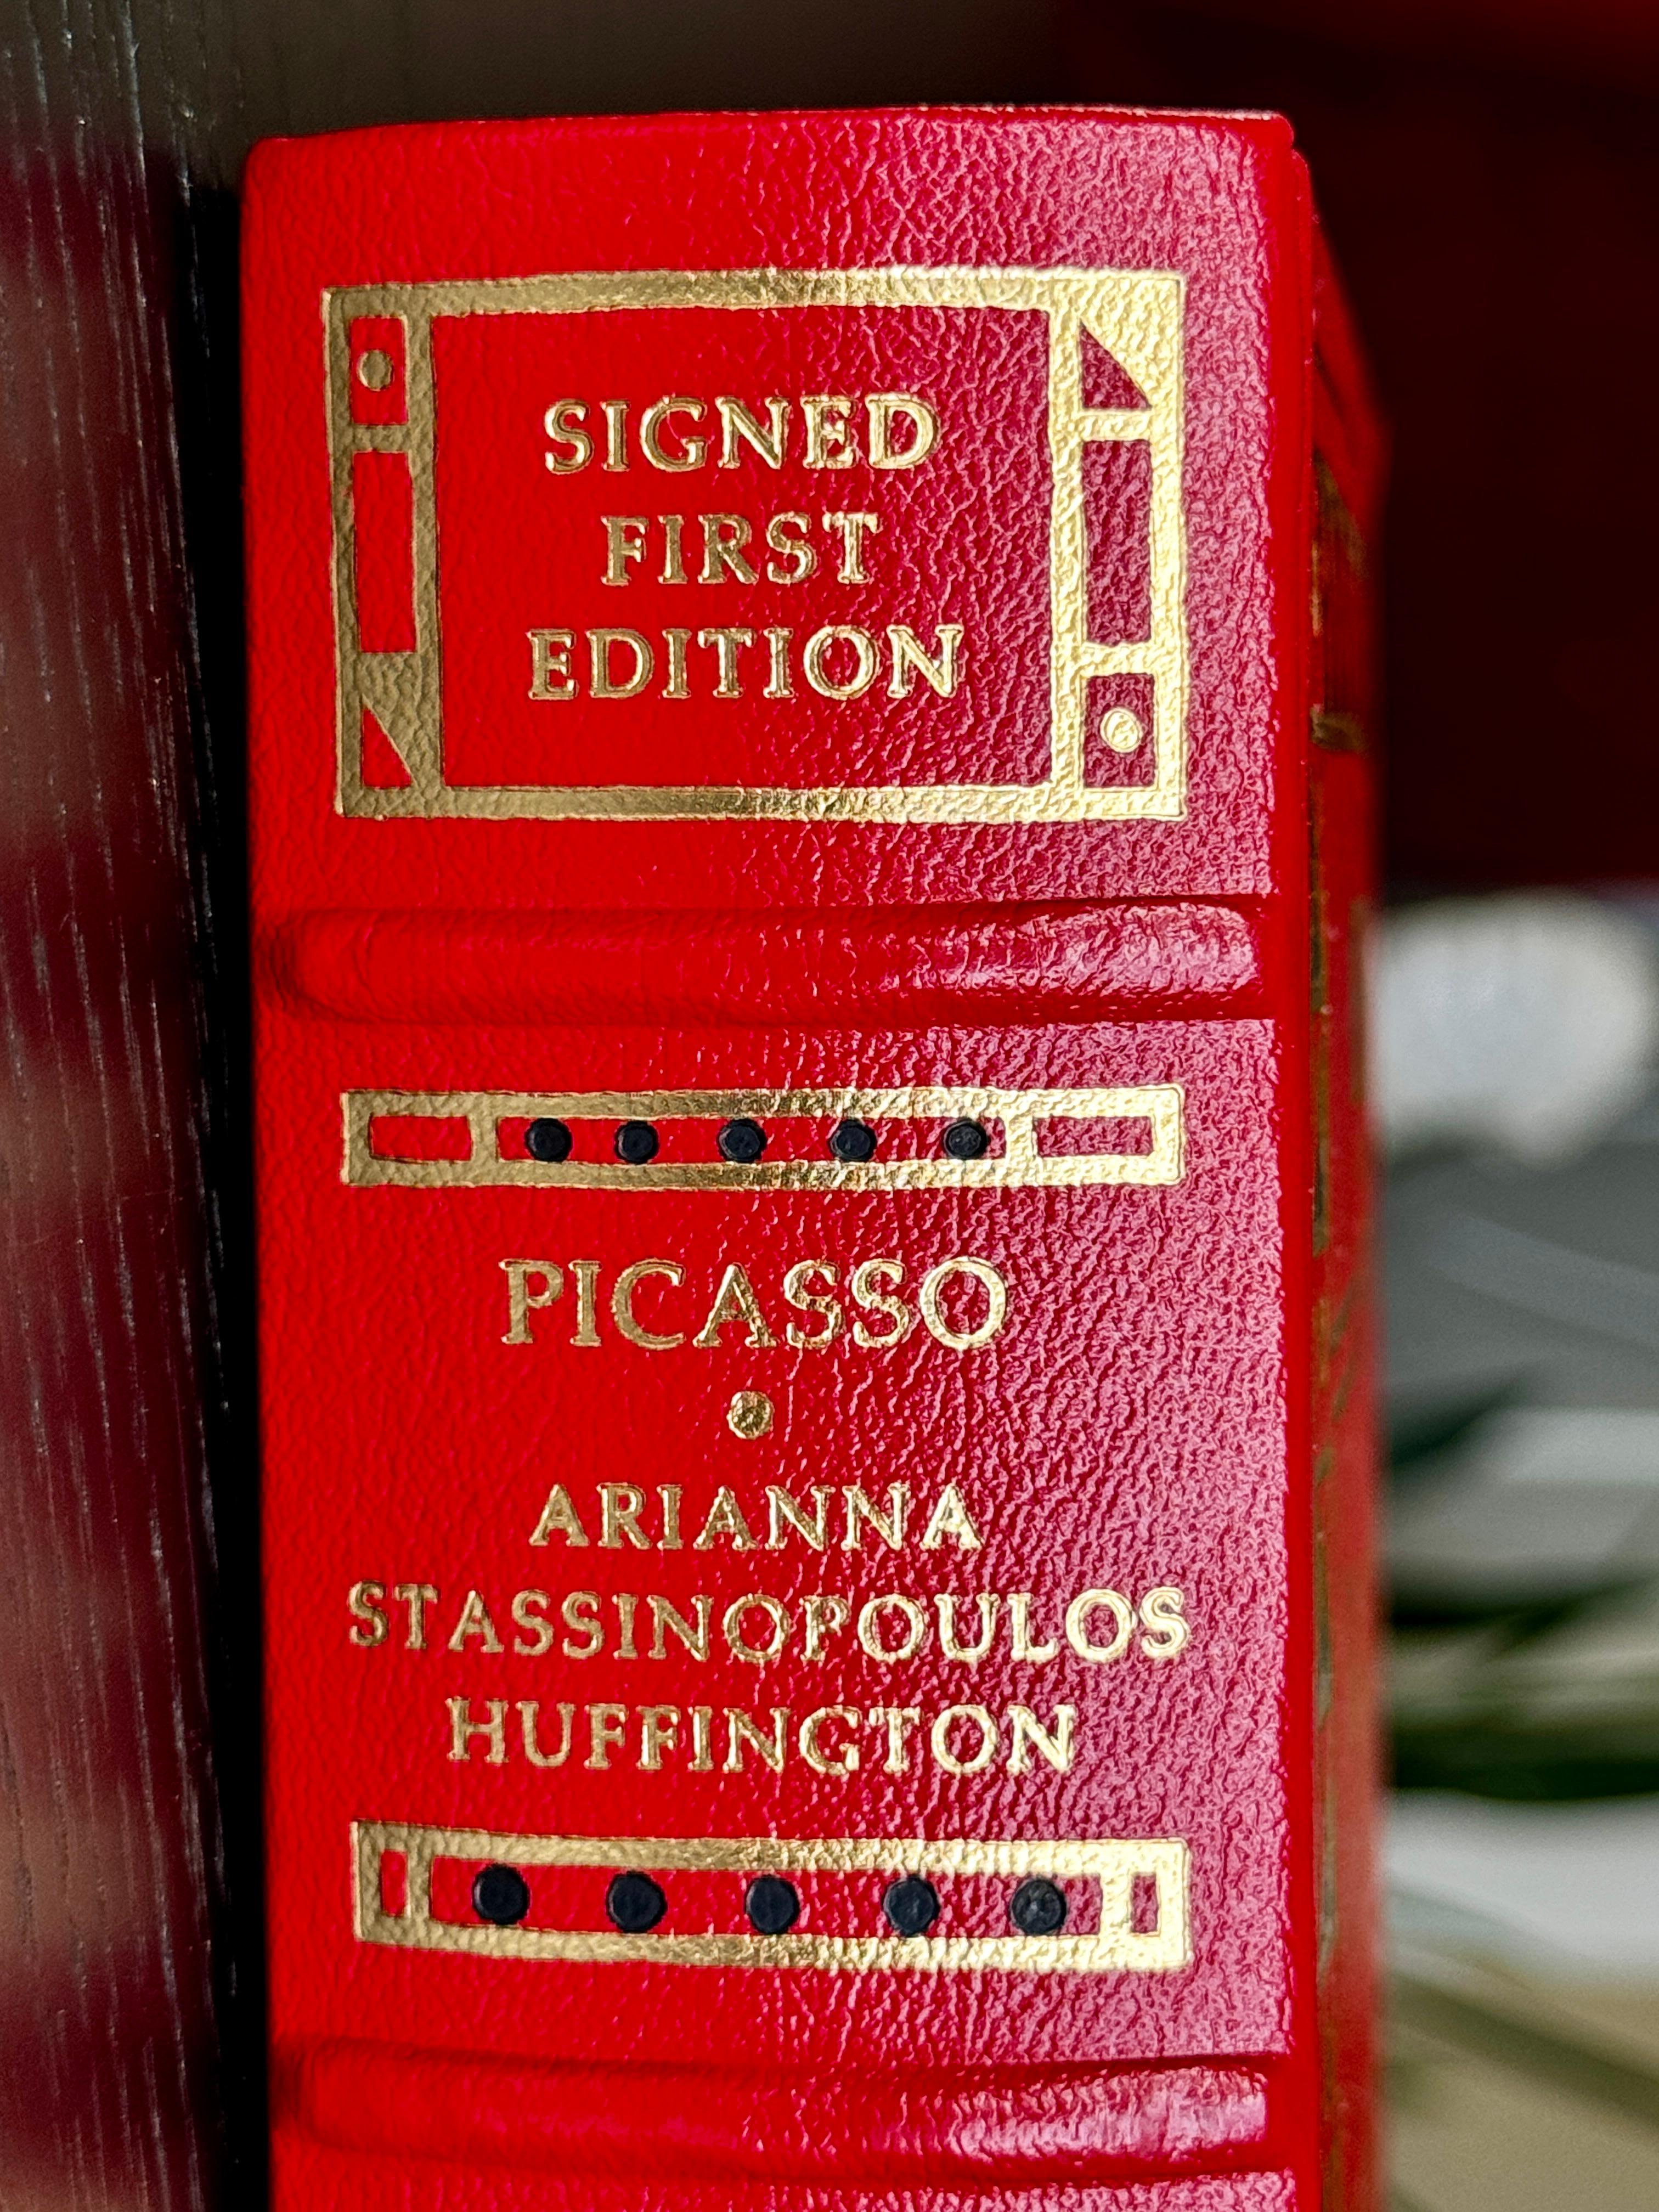 SIGNED
FIRST
EDITION
PICASSO
•
ARIANNA
STASSINOPOULOS
HUFFINGTON